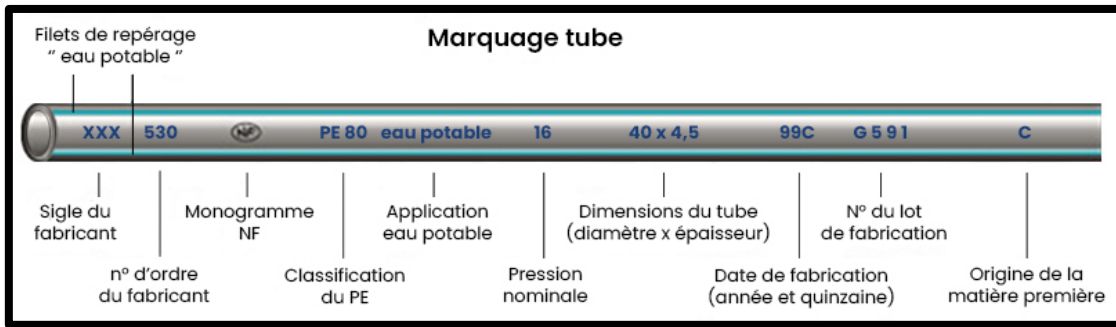 Marquage tube
Filets de repérage
“ eau potable ”
XXX 530 NF PE 80 eau potable 16 40 x 4,5 99C G 5 9 1 C
Sigle du
fabricant
Monogramme
NF
Application
eau potable
Dimensions du tube
(diamètre x épaisseur)
N° du lot
de fabrication
n° d’ordre
du fabricant
Classification
du PE
Pression
nominale
Date de fabrication
(année et quinzaine)
Origine de la
matière première